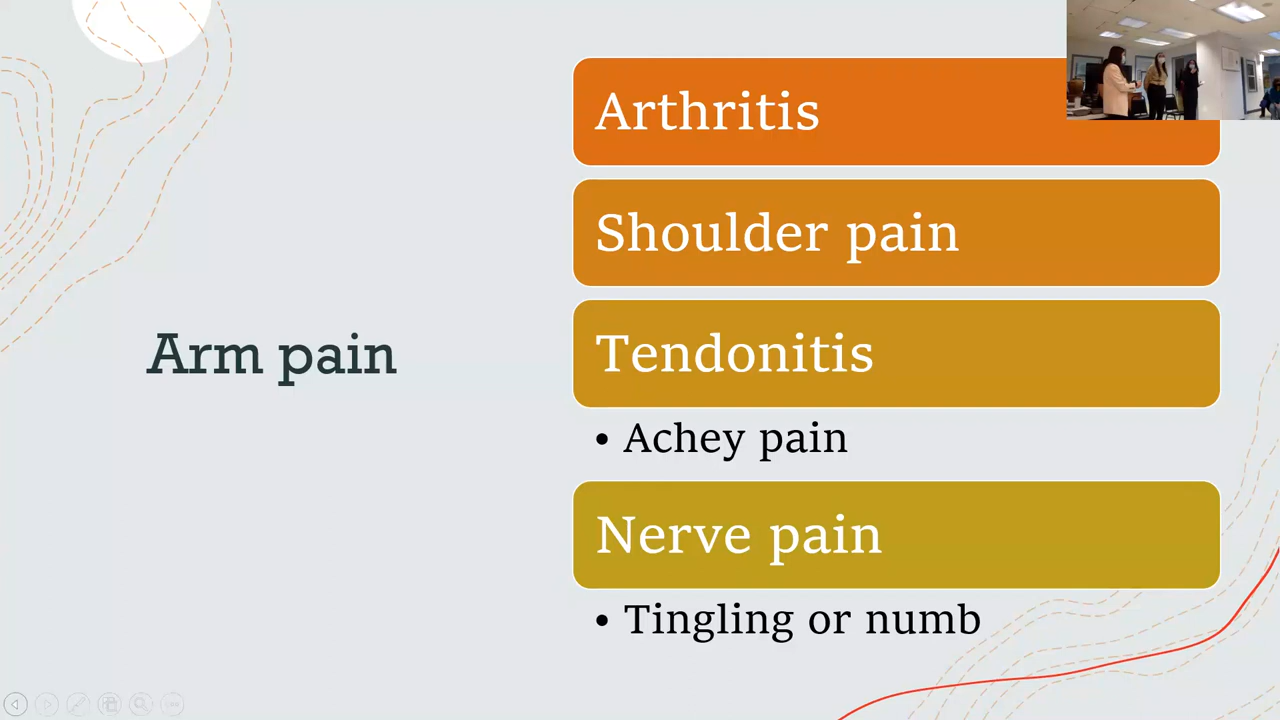 Arm pain
Arthritis
Shoulder pain
Tendonitis
• Achey pain
Nerve pain
• Tingling or numb